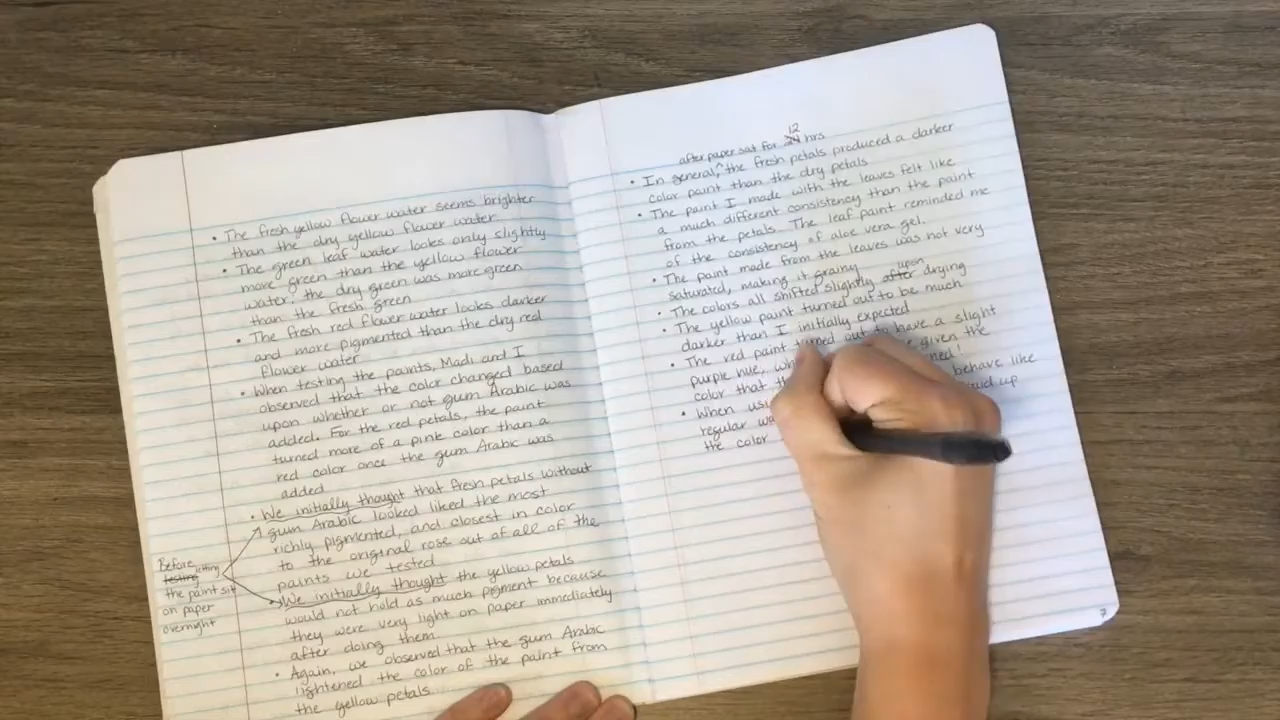 • The fresh yellow flower water seems brighter
than the dry yellow flower water.
• The green leaf water looks only slightly
more green than the yellow flower
water, the dry green was more green
than the fresh green
• The fresh red flower water looks darker
and more pigmented than the dry red
flower water
• When testing the paints, Madi and I
observed that the color changed based
upon whether or not gum Arabic was
added. For the red petals, the paint
turned more of a pink color than a
red color once the gum Arabic was
added
• We initially thought that fresh petals without
gum Arabic looked liked the most
richly pigmented, and closest in color
to the original rose out of all of the
paints we tested
• We initially thought the yellow petals
would not hold as much pigment because
they were very light on paper immediately
after doing them
• Again, we observed that the gum Arabic
lightened the color of the paint from
the yellow petals
Before letting
testing
the paint sit
on paper
overnight
12
after paper sat for 24 hrs
• In general, ^ the fresh petals produced a darker
color paint than the dry petals
• The paint I made with the leaves felt like
a much different consistency than the paint
from the petals. The leaf paint reminded me
of the consistency of aloe vera gel.
• The paint made from the leaves was not very
saturated, making it grainy
upon
• The colors all shifted slightly after drying
• The yellow paint turned out to be much
darker than I initially expected
• The red paint turned out to have a slight
purple hue, given the
color that
• When behave like
regular up
the color
7